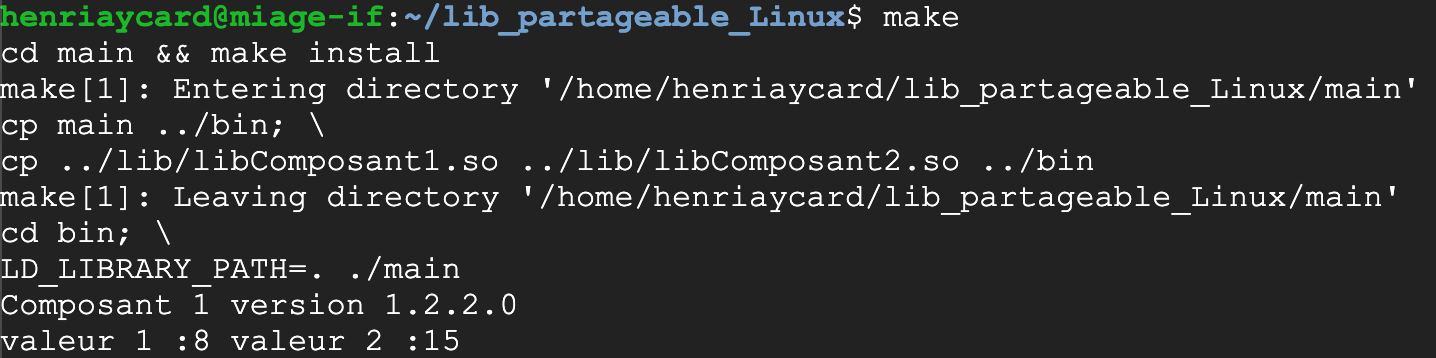 henriaycard@miage-if:~/lib_partageable_Linux$ make
cd main && make install
make[1]: Entering directory '/home/henriaycard/lib_partageable_Linux/main'
cp main ../bin; \
cp ../lib/libComposant1.so ../lib/libComposant2.so ../bin
make[1]: Leaving directory '/home/henriaycard/lib_partageable_Linux/main'
cd bin; \
LD_LIBRARY_PATH=. ./main
Composant 1 version 1.2.2.0
valeur 1 :8 valeur 2 :15